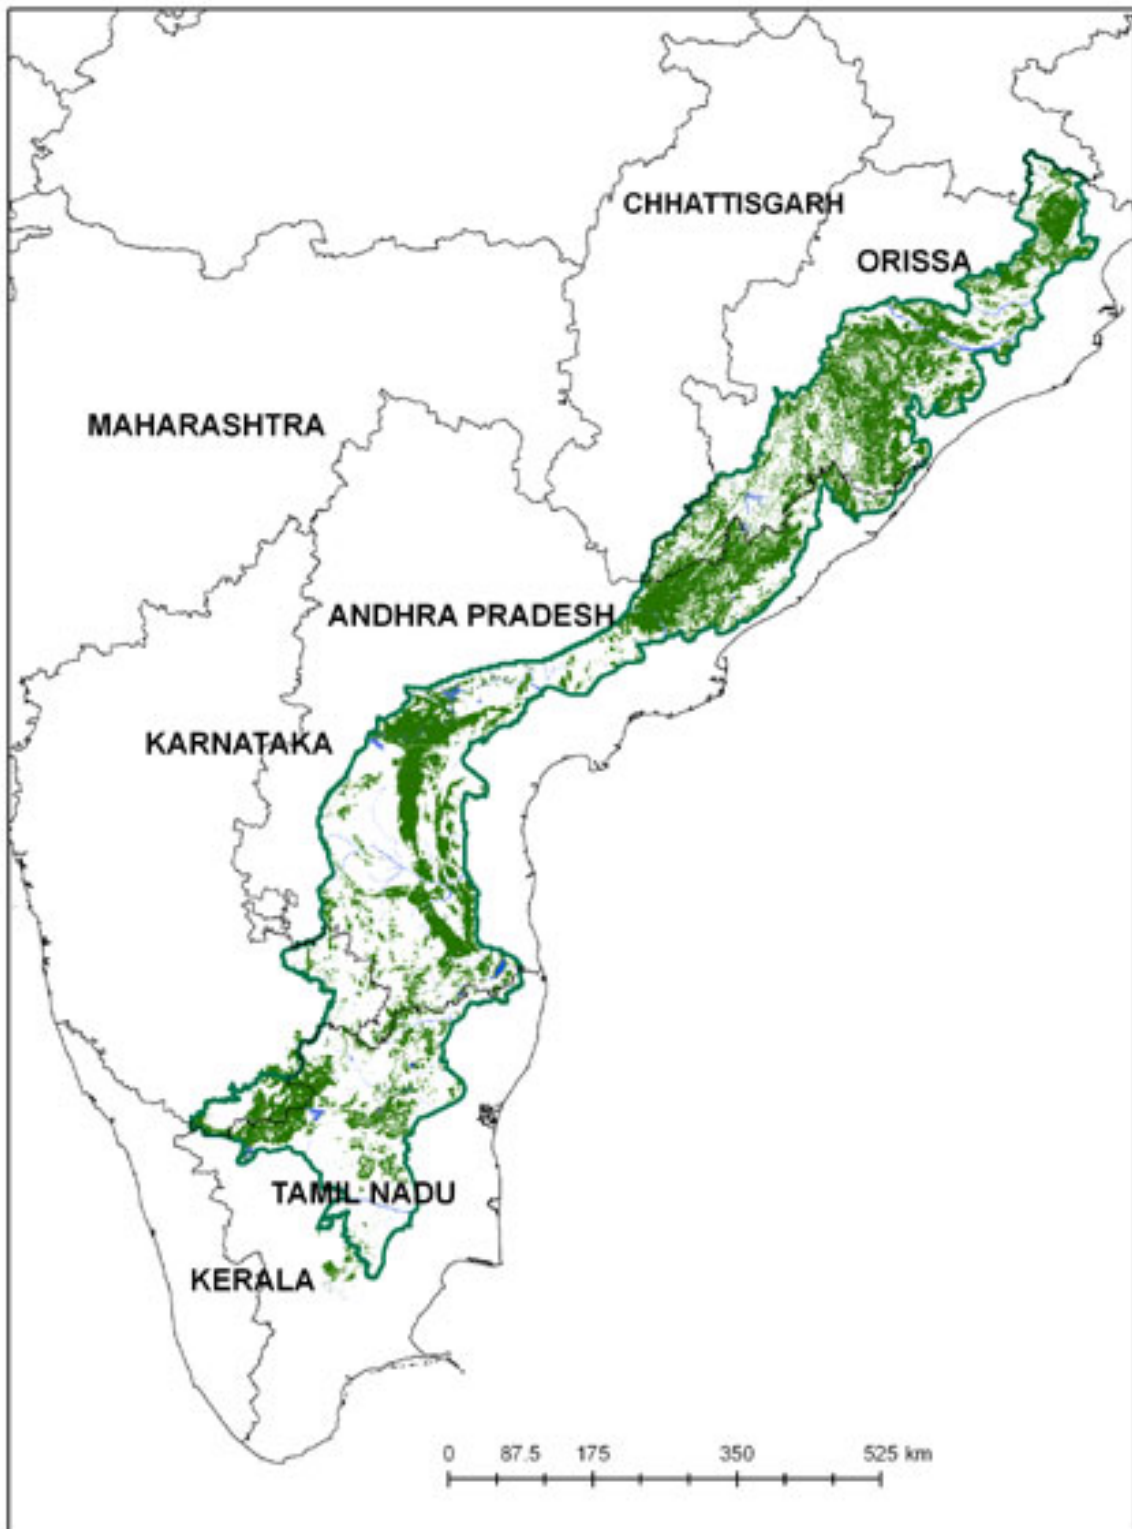 CHHATTISGARH
ORISSA
MAHARASHTRA
ANDHRA PRADESH
KARNATAKA
TAMIL NADU
KERALA
0 87.5 175 350 525 km